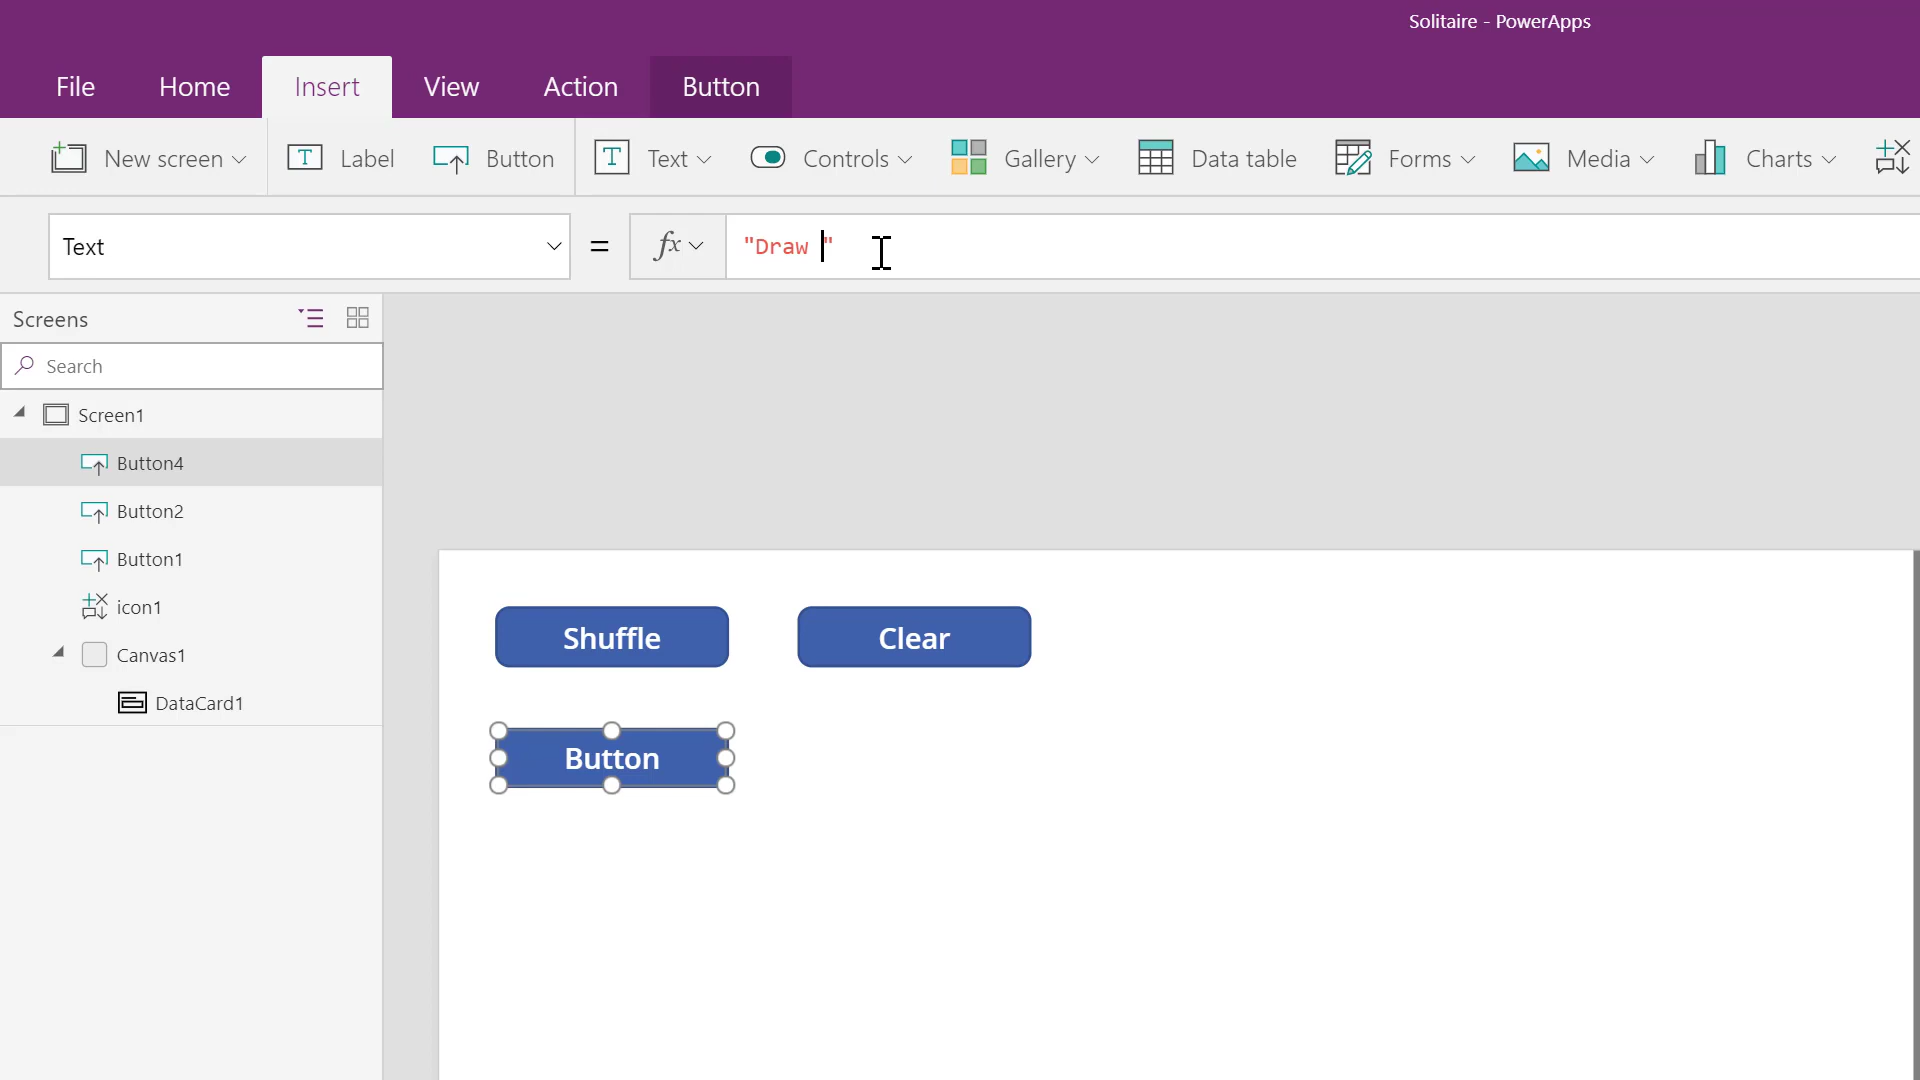 Solitaire - PowerApps
File Home Insert View Action Button
New screen Label Button Text Controls Gallery Data table Forms Media Charts
Text = fx "Draw "
Screens
Search
Screen1
Button4
Button2
Button1
icon1
Canvas1
DataCard1
Shuffle Clear
Button